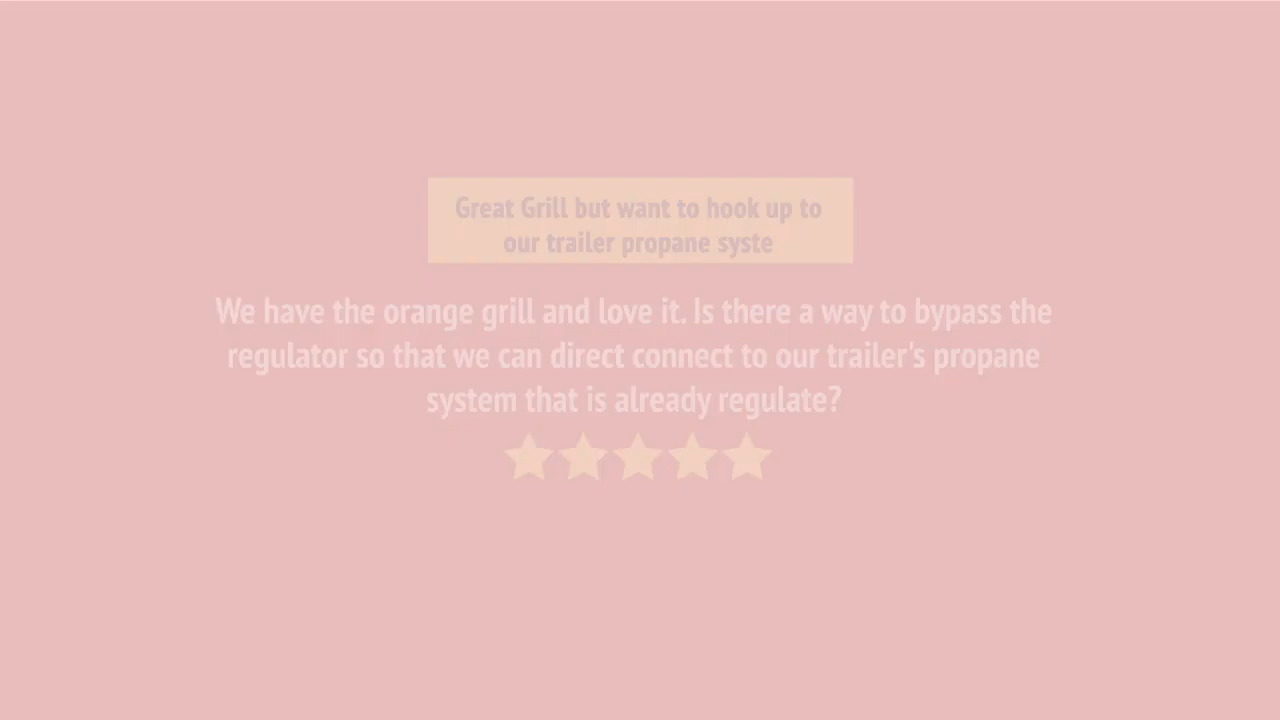 Great Grill but want to hook up to
our trailer propane syste
We have the orange grill and love it. Is there a way to bypass the
regulator so that we can direct connect to our trailer's propane
system that is already regulate?